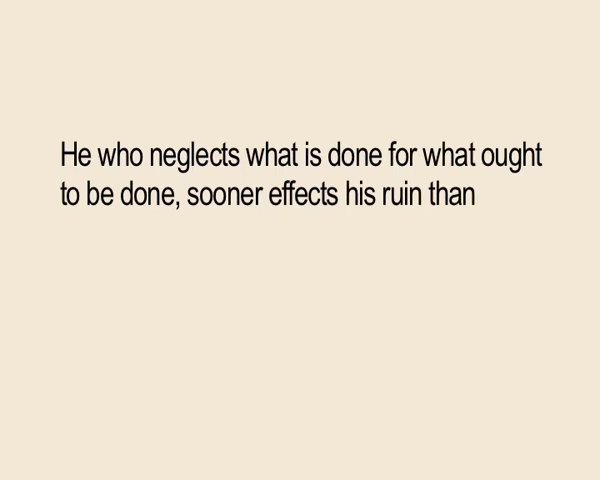 He who neglects what is done for what ought
to be done, sooner effects his ruin than